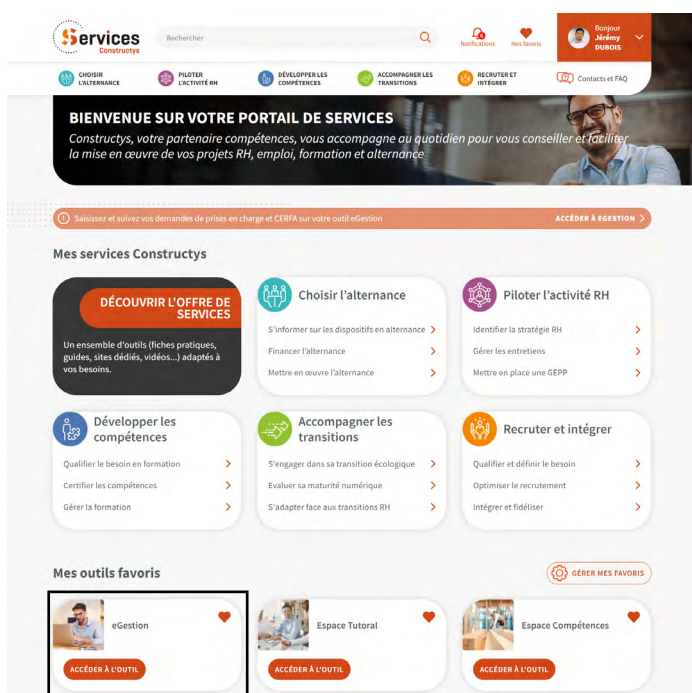 Services
Constructys
Rechercher
Notifications
Mes favoris
Bonjour
Jérémy
DUBOIS
CHOISIR
L'ALTERNANCE
PILOTER
L'ACTIVITÉ RH
DÉVELOPPER LES
COMPÉTENCES
ACCOMPAGNER LES
TRANSITIONS
RECRUTER ET
INTÉGRER
Contacts et FAQ
BIENVENUE SUR VOTRE PORTAIL DE SERVICES
Constructys, votre partenaire compétences, vous accompagne au quotidien pour vous conseiller et faciliter
la mise en œuvre de vos projets RH, emploi, formation et alternance
Saisissez et suivez vos demandes de prises en charge et CERFA sur votre outil eGestion
ACCÉDER À EGESTION
Mes services Constructys
DÉCOUVRIR L'OFFRE DE
SERVICES
Un ensemble d'outils (fiches pratiques,
guides, sites dédiés, vidéos...) adaptés à
vos besoins.
Choisir l'alternance
S'informer sur les dispositifs en alternance
Financer l'alternance
Mettre en œuvre l'alternance
Piloter l'activité RH
Identifier la stratégie RH
Gérer les entretiens
Mettre en place une GEPP
Développer les
compétences
Qualifier le besoin en formation
Certifier les compétences
Gérer la formation
Accompagner les
transitions
S'engager dans sa transition écologique
Evaluer sa maturité numérique
S'adapter face aux transitions RH
Recruter et intégrer
Qualifier et définir le besoin
Optimiser le recrutement
Intégrer et fidéliser
Mes outils favoris
GÉRER MES FAVORIS
eGestion
ACCÉDER À L'OUTIL
Espace Tutoral
ACCÉDER À L'OUTIL
Espace Compétences
ACCÉDER À L'OUTIL